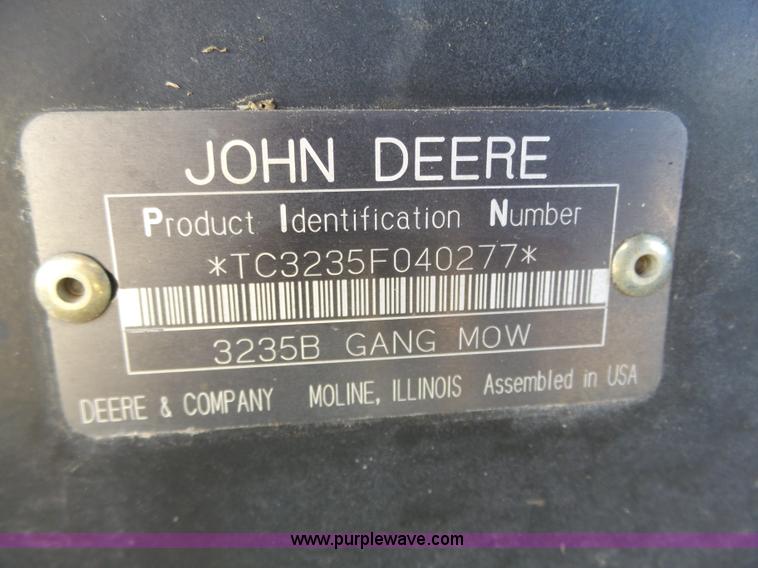 JOHN DEERE
Product Identification Number
*TC3235F040277*
3235B GANG MOW
DEERE & COMPANY MOLINE, ILLINOIS Assembled in USA
www.purplewave.com